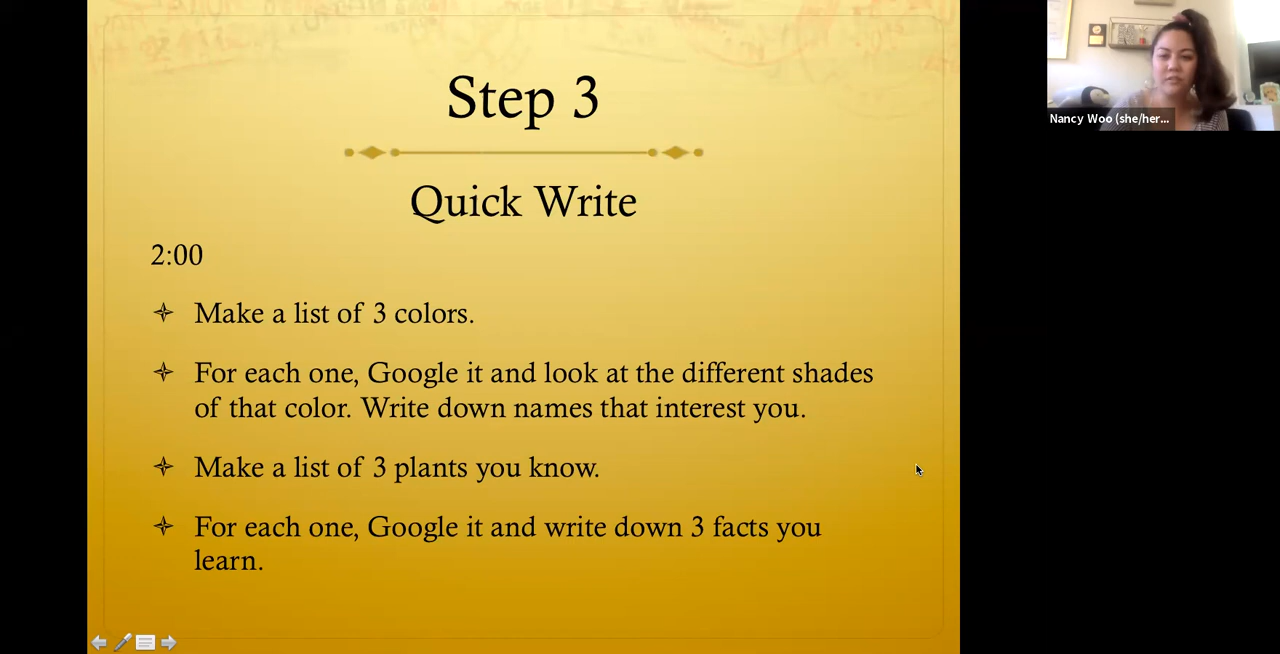 Step 3
Quick Write
2:00
Make a list of 3 colors.
For each one, Google it and look at the different shades
of that color. Write down names that interest you.
Make a list of 3 plants you know.
For each one, Google it and write down 3 facts you
learn.
Nancy Woo (she/her...